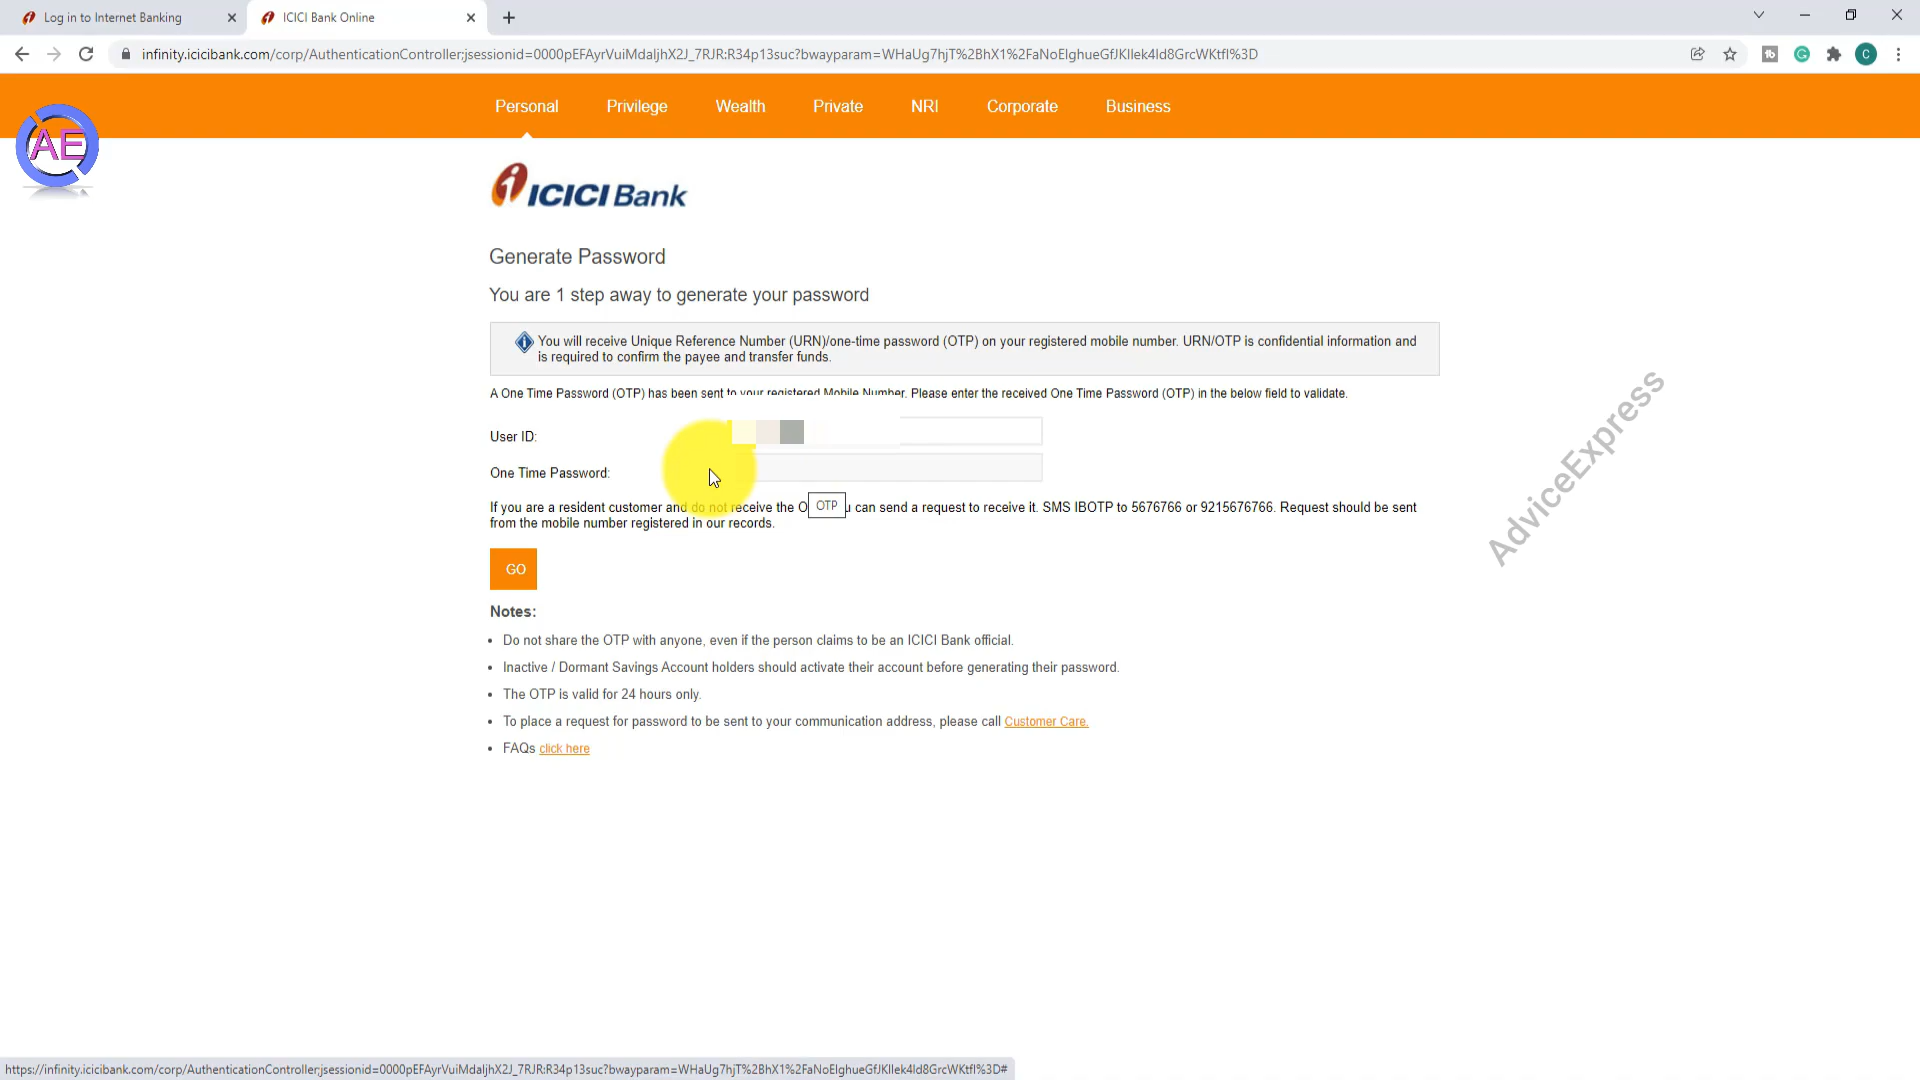 Log in to Internet Banking
ICICI Bank Online
infinity.icicibank.com/corp/AuthenticationController;jsessionid=0000pEFAyrVuiMdaljhX2J_7RJR:R34p13suc?bwayparam=WHaUg7hjT%2BhX1%2FaNoElghueGfJKIlek4Id8GrcWKtfI%3D
C
Personal Privilege Wealth Private NRI Corporate Business
AE
ICICI Bank
Generate Password
You are 1 step away to generate your password
You will receive Unique Reference Number (URN)/one-time password (OTP) on your registered mobile number. URN/OTP is confidential information and
is required to confirm the payee and transfer funds.
A One Time Password (OTP) has been sent to your registered Mobile Number. Please enter the received One Time Password (OTP) in the below field to validate.
User ID:
One Time Password:
OTP
If you are a resident customer and do not receive the can send a request to receive it. SMS IBOTP to 5676766 or 9215676766. Request should be sent
from the mobile number registered in our records.
GO
Notes:
Do not share the OTP with anyone, even if the person claims to be an ICICI Bank official.
Inactive / Dormant Savings Account holders should activate their account before generating their password.
The OTP is valid for 24 hours only.
To place a request for password to be sent to your communication address, please call Customer Care.
FAQs click here
AdviceExpress
https://infinity.icicibank.com/corp/AuthenticationController;jsessionid=0000pEFAyrVuiMdaljhX2J_7RJR:R34p13suc?bwayparam=WHaUg7hjT%2BhX1%2FaNoElghueGfJKIlek4Id8GrcWKtfI%3D#